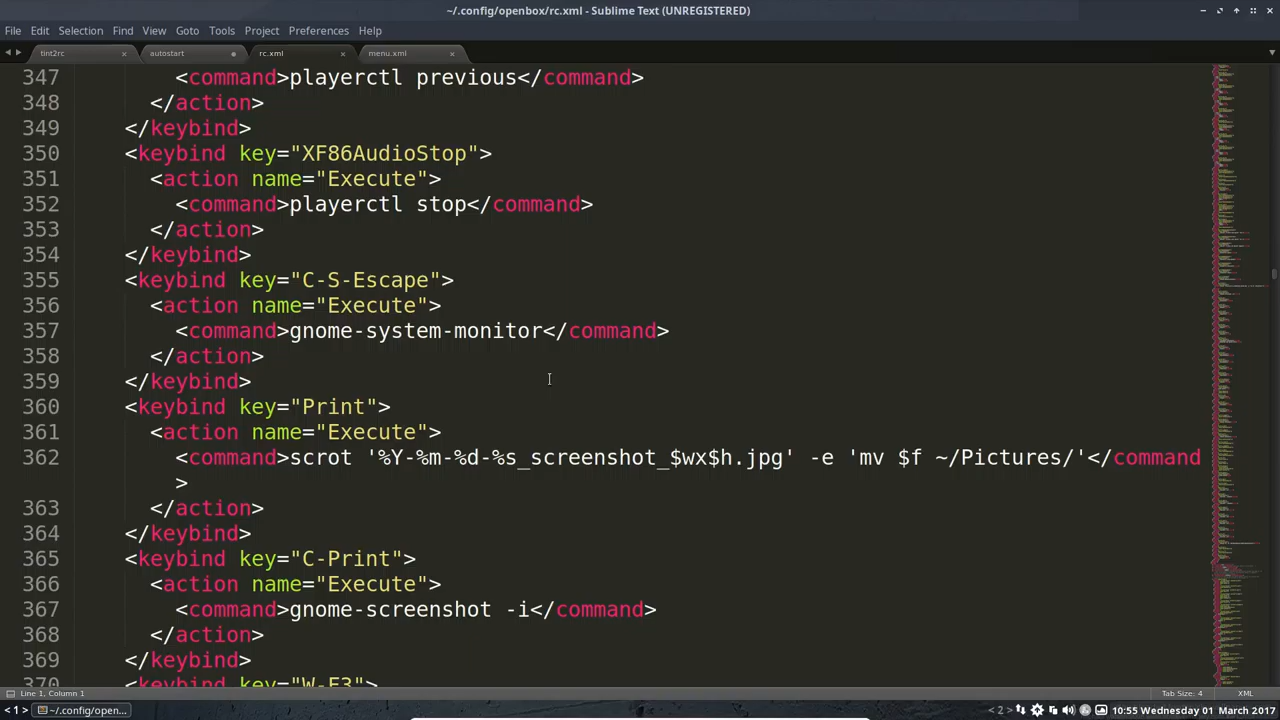 ~/.config/openbox/rc.xml - Sublime Text (UNREGISTERED)
File Edit Selection Find View Goto Tools Project Preferences Help
tint2rc autostart rc.xml menu.xml
347 <command>playerctl previous</command>
348 </action>
349 </keybind>
350 <keybind key="XF86AudioStop">
351 <action name="Execute">
352 <command>playerctl stop</command>
353 </action>
354 </keybind>
355 <keybind key="C-S-Escape">
356 <action name="Execute">
357 <command>gnome-system-monitor</command>
358 </action>
359 </keybind>
360 <keybind key="Print">
361 <action name="Execute">
362 <command>scrot '%Y-%m-%d-%s_screenshot_$wx$h.jpg' -e 'mv $f ~/Pictures/'</command
>
363 </action>
364 </keybind>
365 <keybind key="C-Print">
366 <action name="Execute">
367 <command>gnome-screenshot -i</command>
368 </action>
369 </keybind>
370 <keybind key="W-F3">
Line 1, Column 1 Tab Size: 4 XML
< 1 > ~/.config/open... < 2 > 10:55 Wednesday 01 March 2017